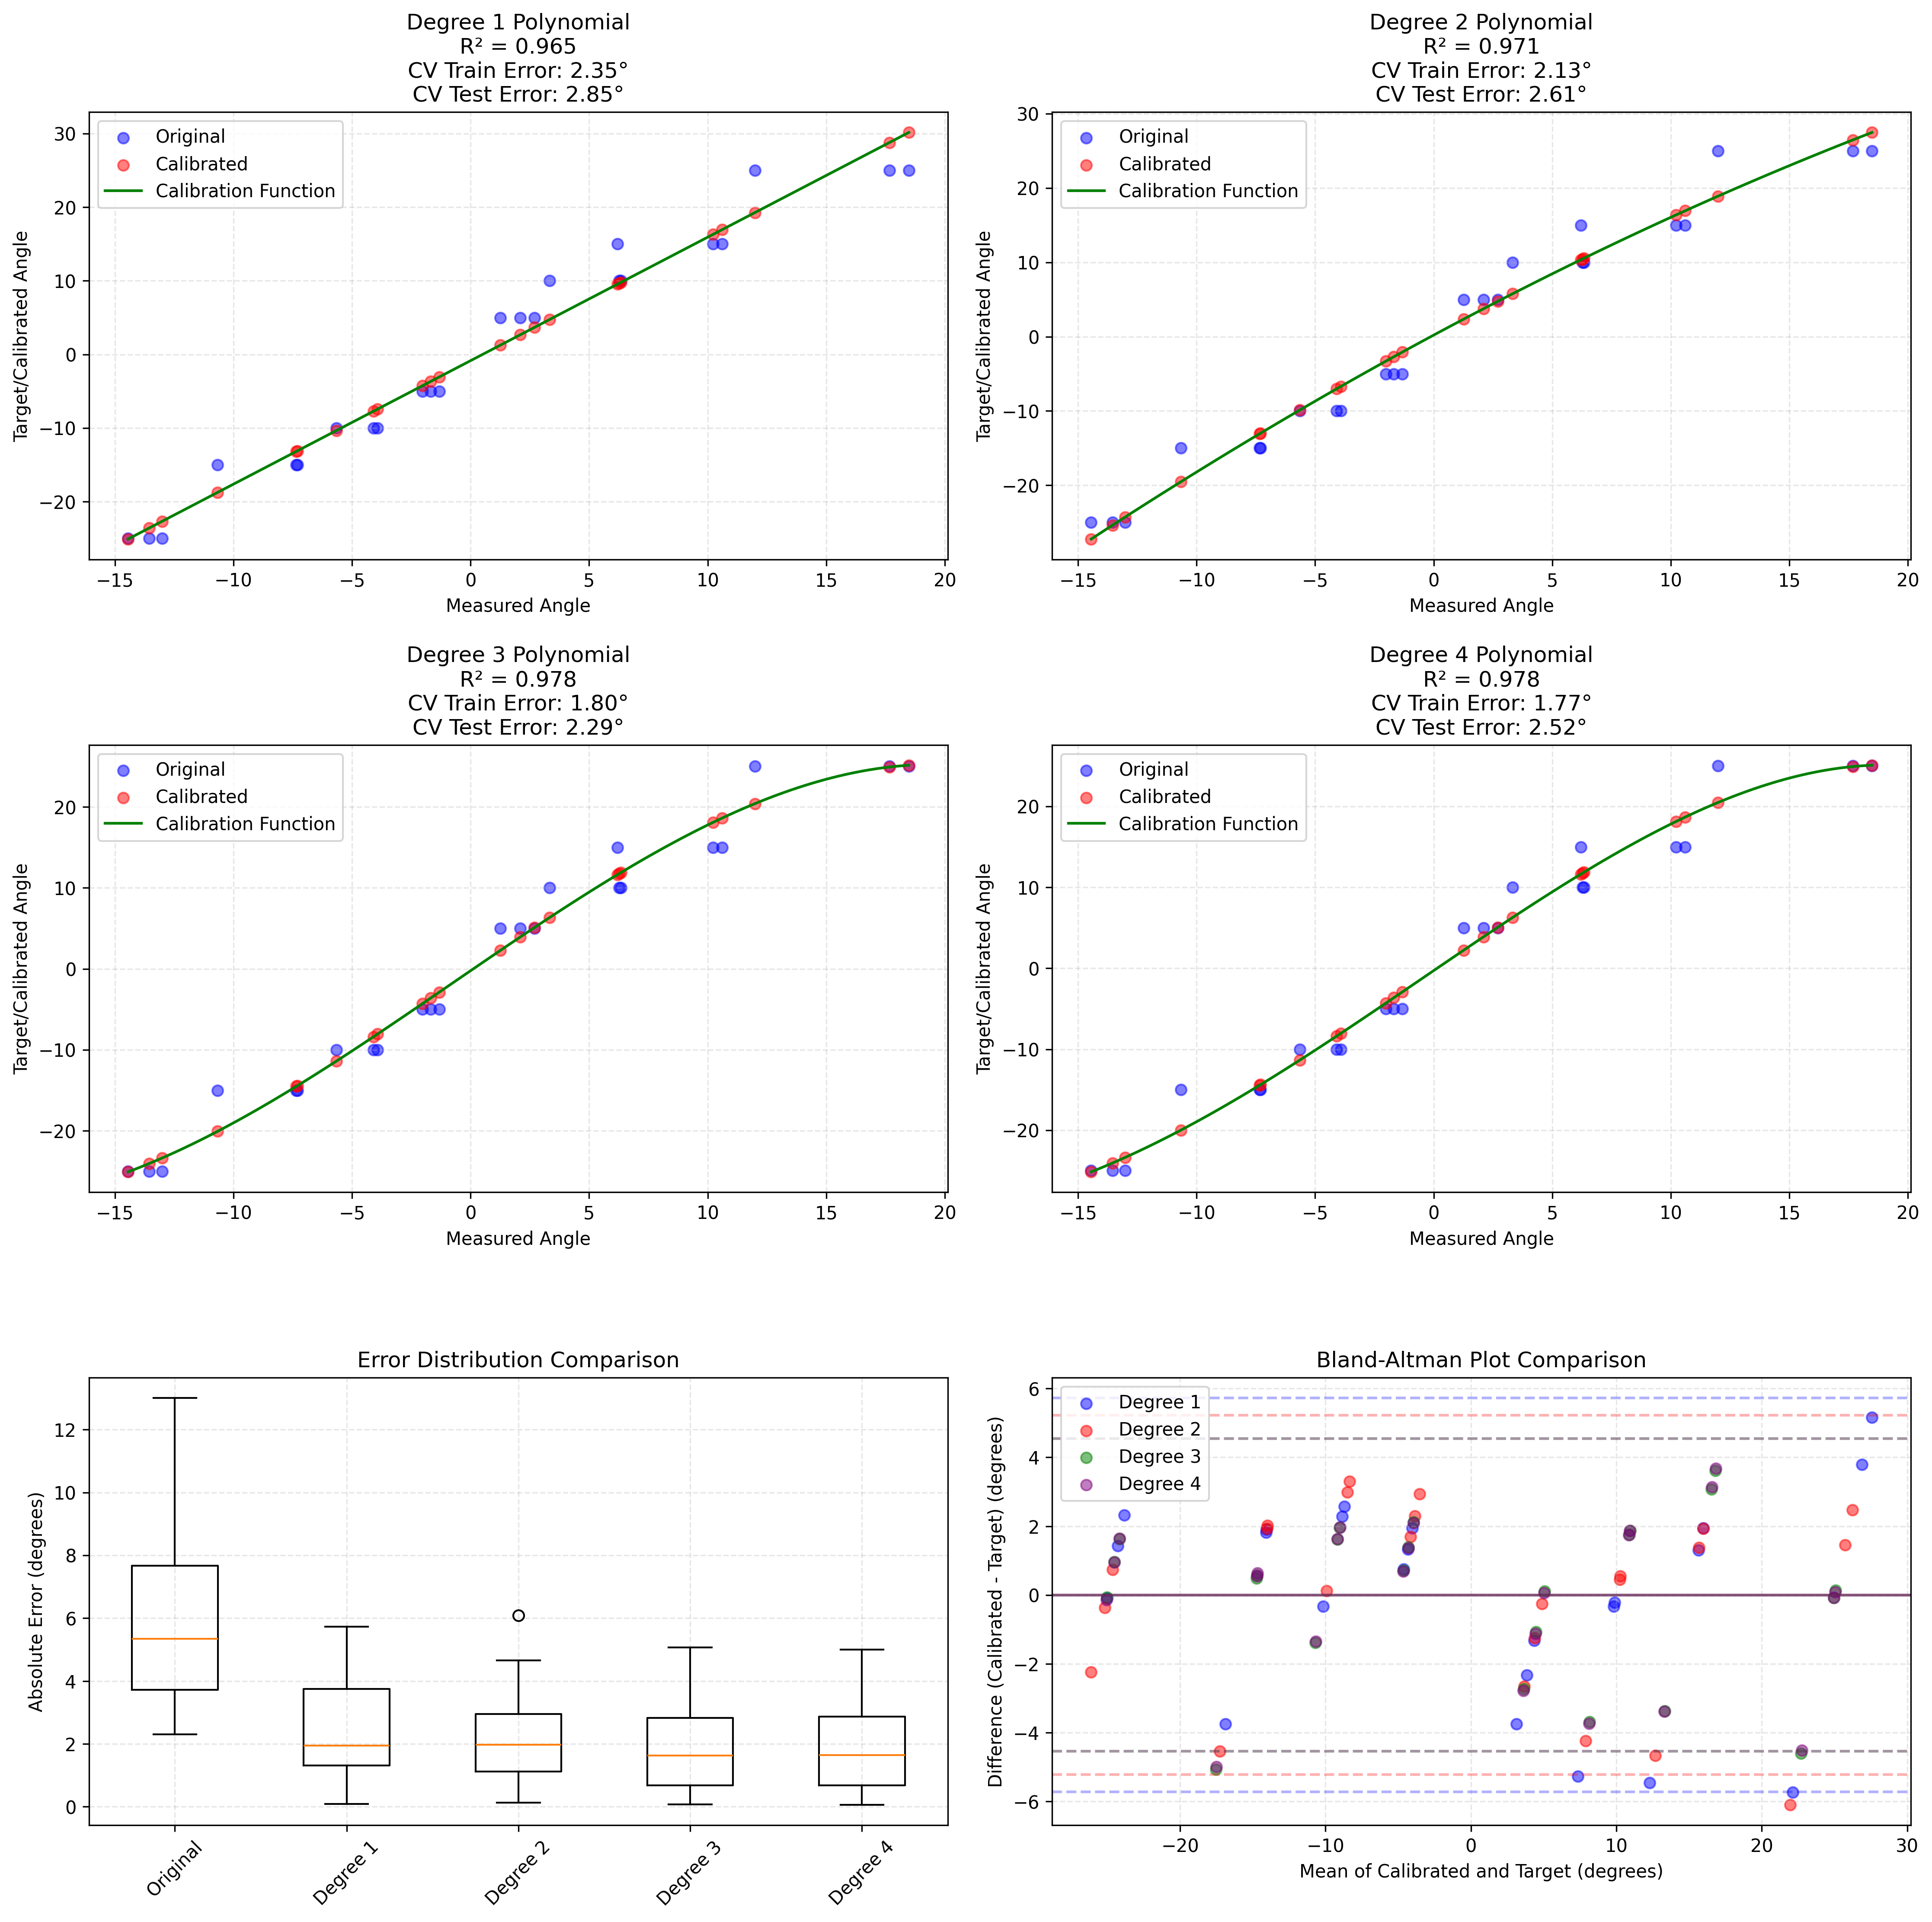 Degree 1 Polynomial
R² = 0.965
CV Train Error: 2.35°
CV Test Error: 2.85°
Original
Calibrated
Calibration Function
30
20
10
0
−10
−20
Target/Calibrated Angle
−15 −10 −5 0 5 10 15 20
Measured Angle
Degree 2 Polynomial
R² = 0.971
CV Train Error: 2.13°
CV Test Error: 2.61°
Original
Calibrated
Calibration Function
30
20
10
0
−10
−20
Target/Calibrated Angle
−15 −10 −5 0 5 10 15 20
Measured Angle
Degree 3 Polynomial
R² = 0.978
CV Train Error: 1.80°
CV Test Error: 2.29°
Original
Calibrated
Calibration Function
20
10
0
−10
−20
Target/Calibrated Angle
−15 −10 −5 0 5 10 15 20
Measured Angle
Degree 4 Polynomial
R² = 0.978
CV Train Error: 1.77°
CV Test Error: 2.52°
Original
Calibrated
Calibration Function
20
10
0
−10
−20
Target/Calibrated Angle
−15 −10 −5 0 5 10 15 20
Measured Angle
Error Distribution Comparison
12
10
8
6
4
2
0
Absolute Error (degrees)
Original Degree 1 Degree 2 Degree 3 Degree 4
Bland-Altman Plot Comparison
Degree 1
Degree 2
Degree 3
Degree 4
6
4
2
0
−2
−4
−6
Difference (Calibrated - Target) (degrees)
−20 −10 0 10 20 30
Mean of Calibrated and Target (degrees)